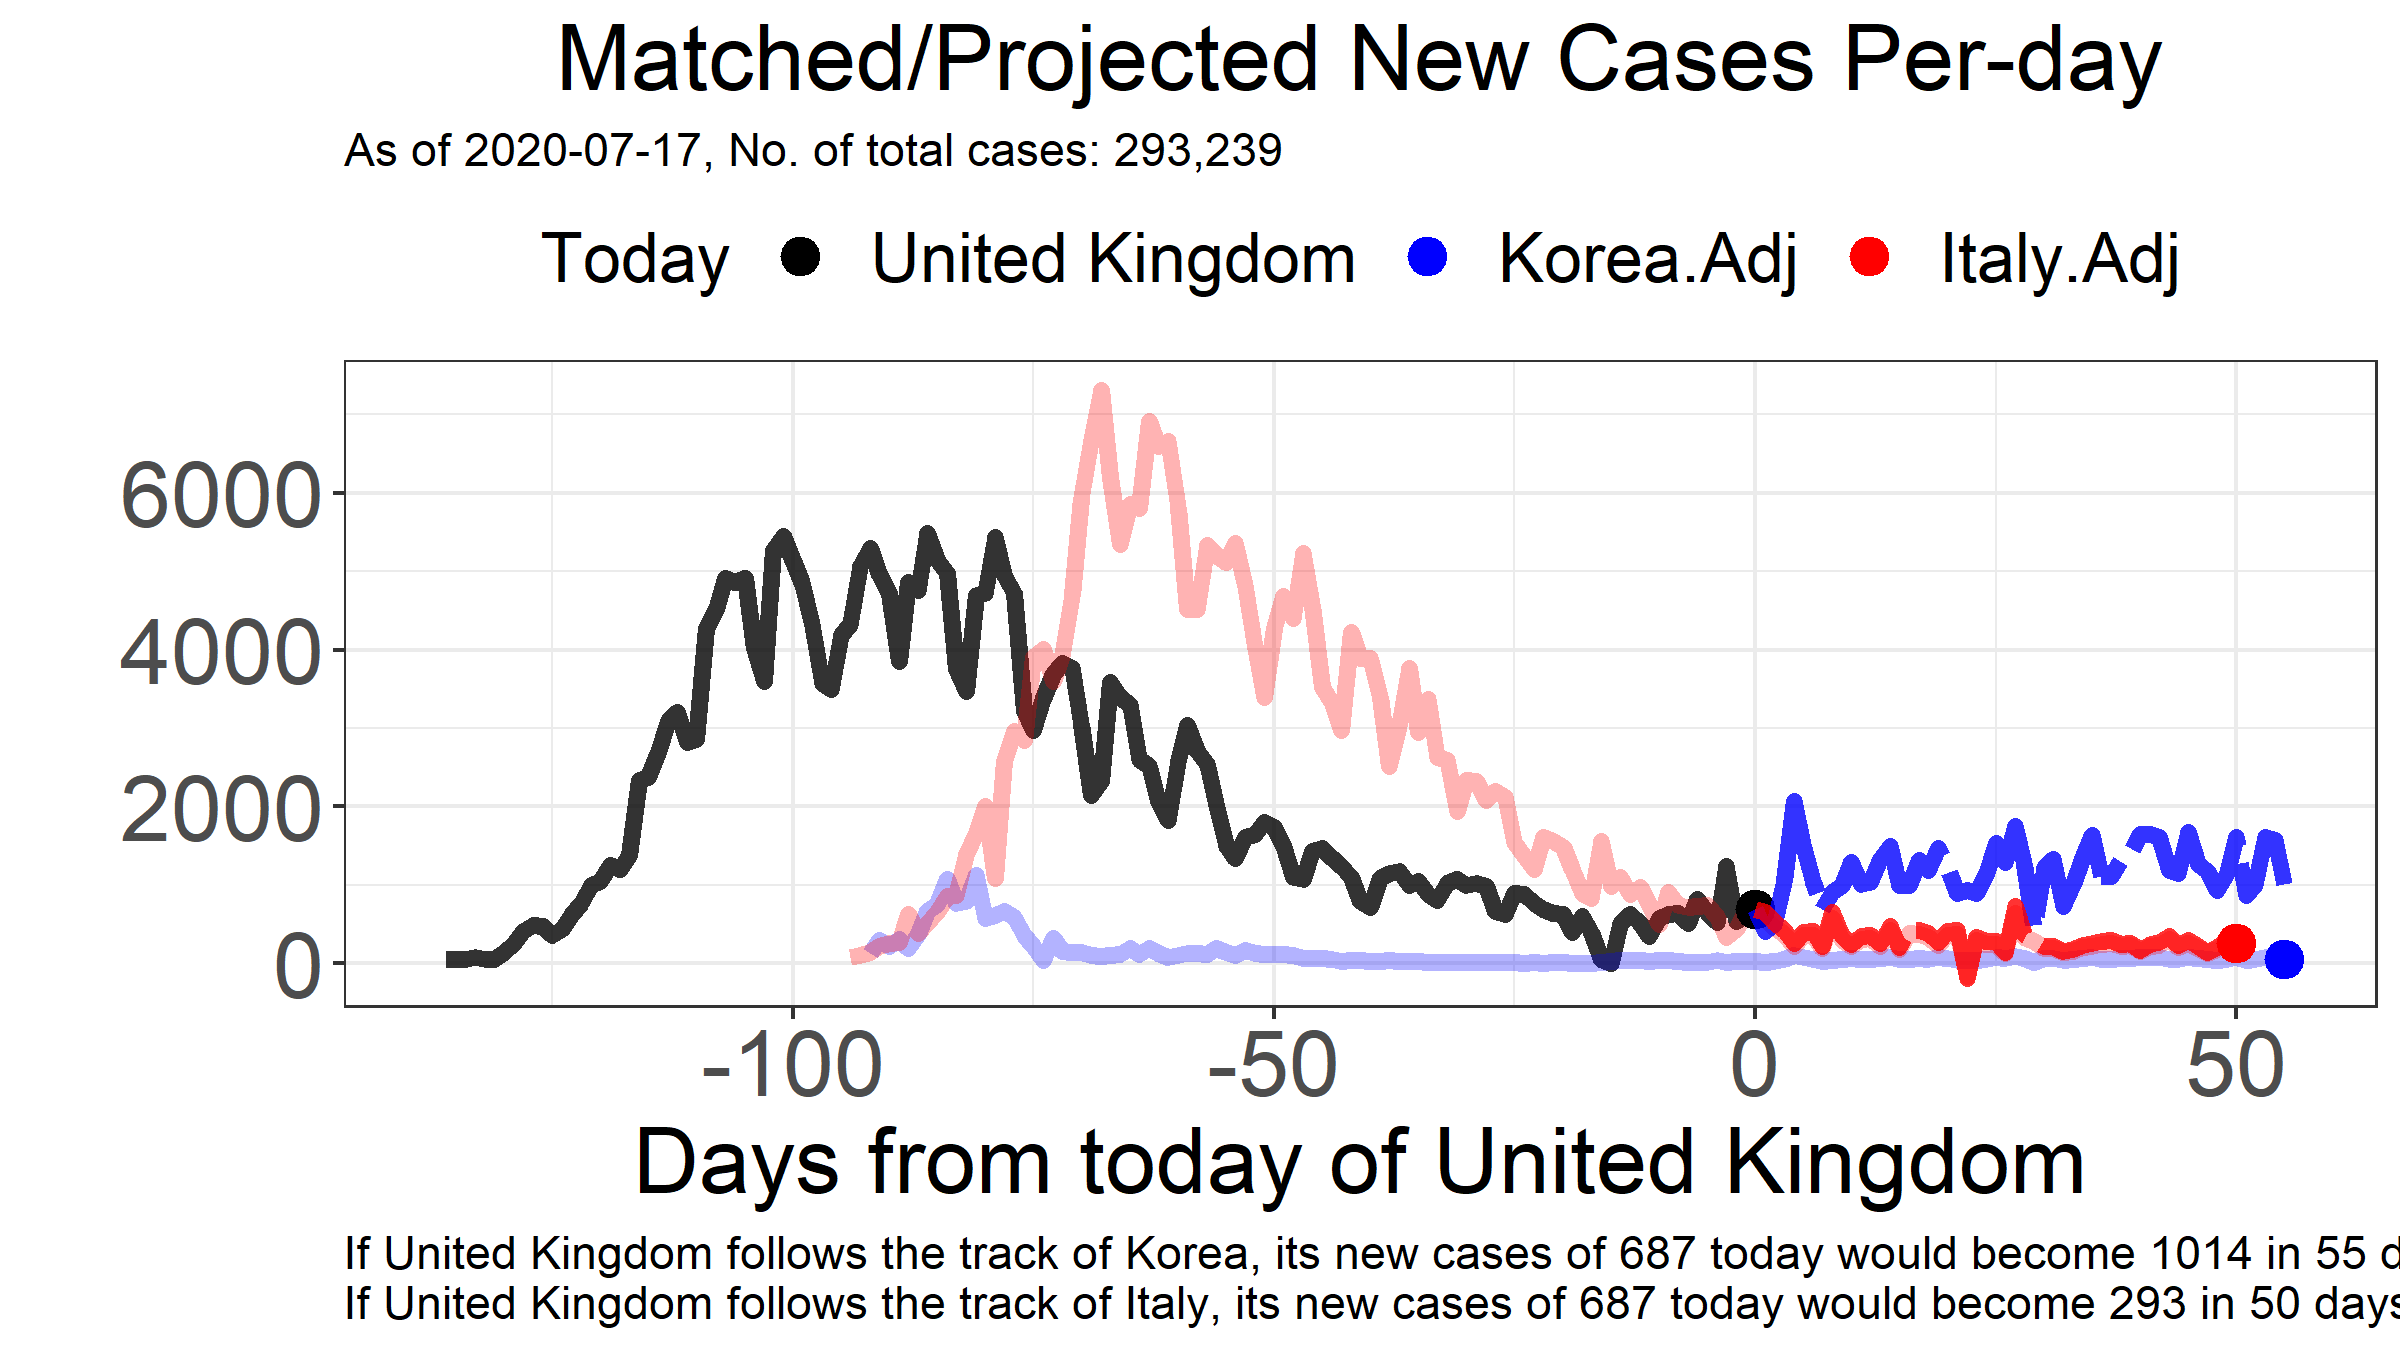 Matched/Projected New Cases Per-day
As of 2020-07-17, No. of total cases: 293,239
Today United Kingdom Korea.Adj Italy.Adj
6000
4000
2000
0
-100 -50 0 50
Days from today of United Kingdom
If United Kingdom follows the track of Korea, its new cases of 687 today would become 1014 in 55 d
If United Kingdom follows the track of Italy, its new cases of 687 today would become 293 in 50 days